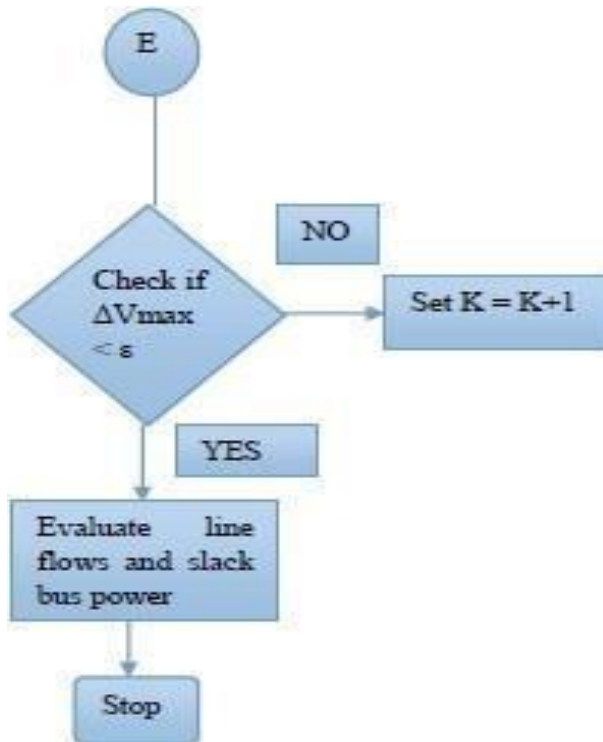 E
NO
Check if
ΔVmax
< ε
Set K = K+1
YES
Evaluate line
flows and slack
bus power
Stop